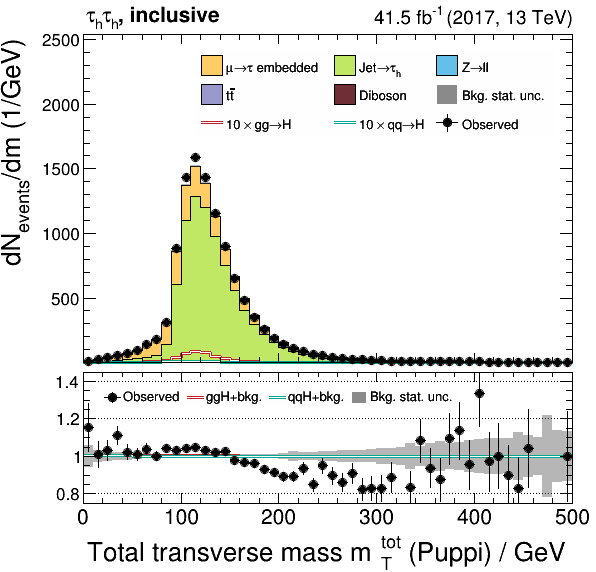 τhτh, inclusive 41.5 fb-1 (2017, 13 TeV)
dNevents/dm (1/GeV)
2500
2000
1500
1000
500
μ→τ embedded Jet→τh Z→ll
tt̄ Diboson Bkg. stat. unc.
10 × gg→H 10 × qq→H Observed
1.4
1.2
1
0.8
Observed ggH+bkg. qqH+bkg. Bkg. stat. unc.
0 100 200 300 400 500
Total transverse mass m T tot (Puppi) / GeV